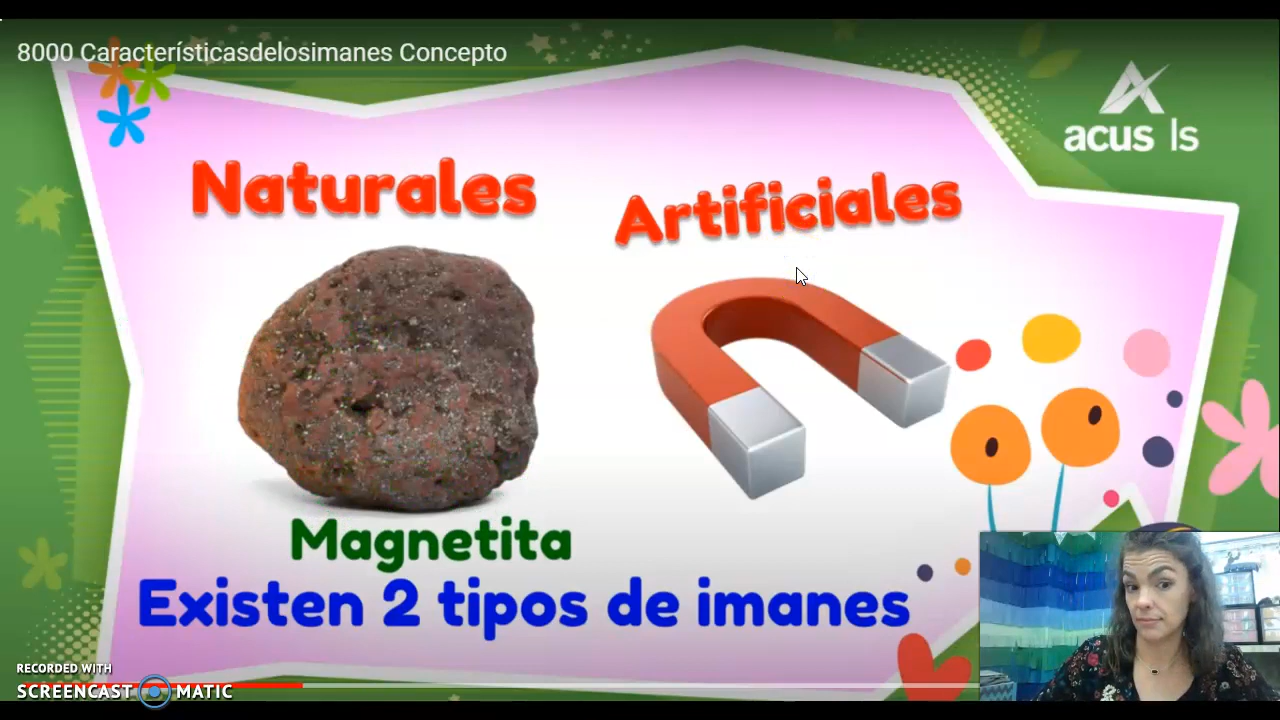 8000 Característicasdelosimanes Concepto
acus ls
Naturales
Artificiales
Magnetita
Existen 2 tipos de imanes
RECORDED WITH
SCREENCAST MATIC